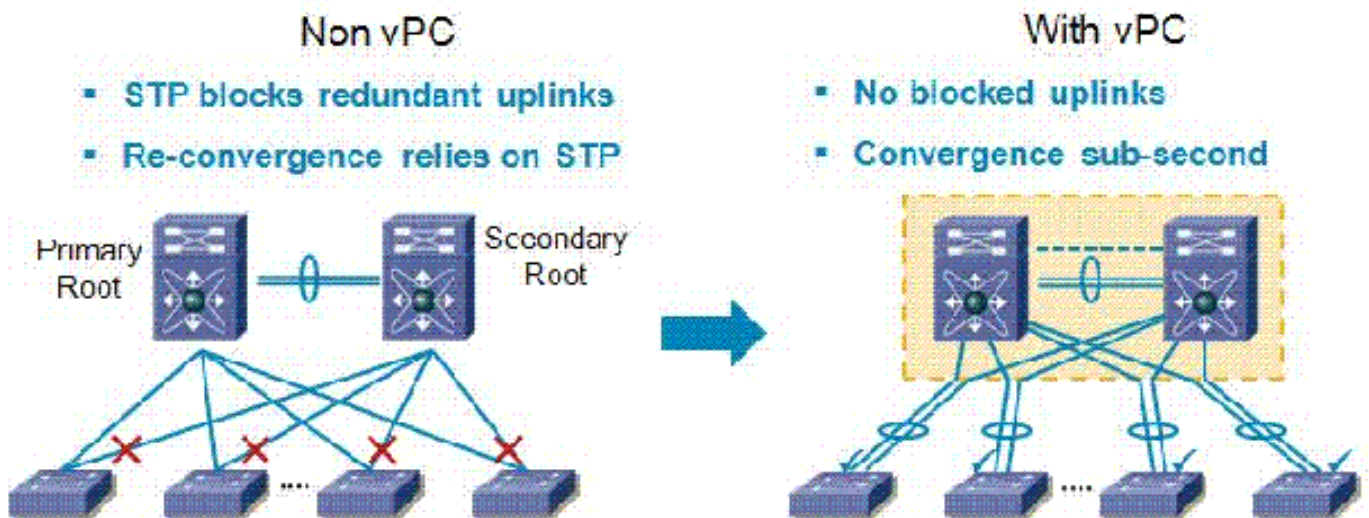 Non vPC
▪ STP blocks redundant uplinks
▪ Re-convergence relies on STP
Primary
Root
Secondary
Root
....
With vPC
▪ No blocked uplinks
▪ Convergence sub-second
....